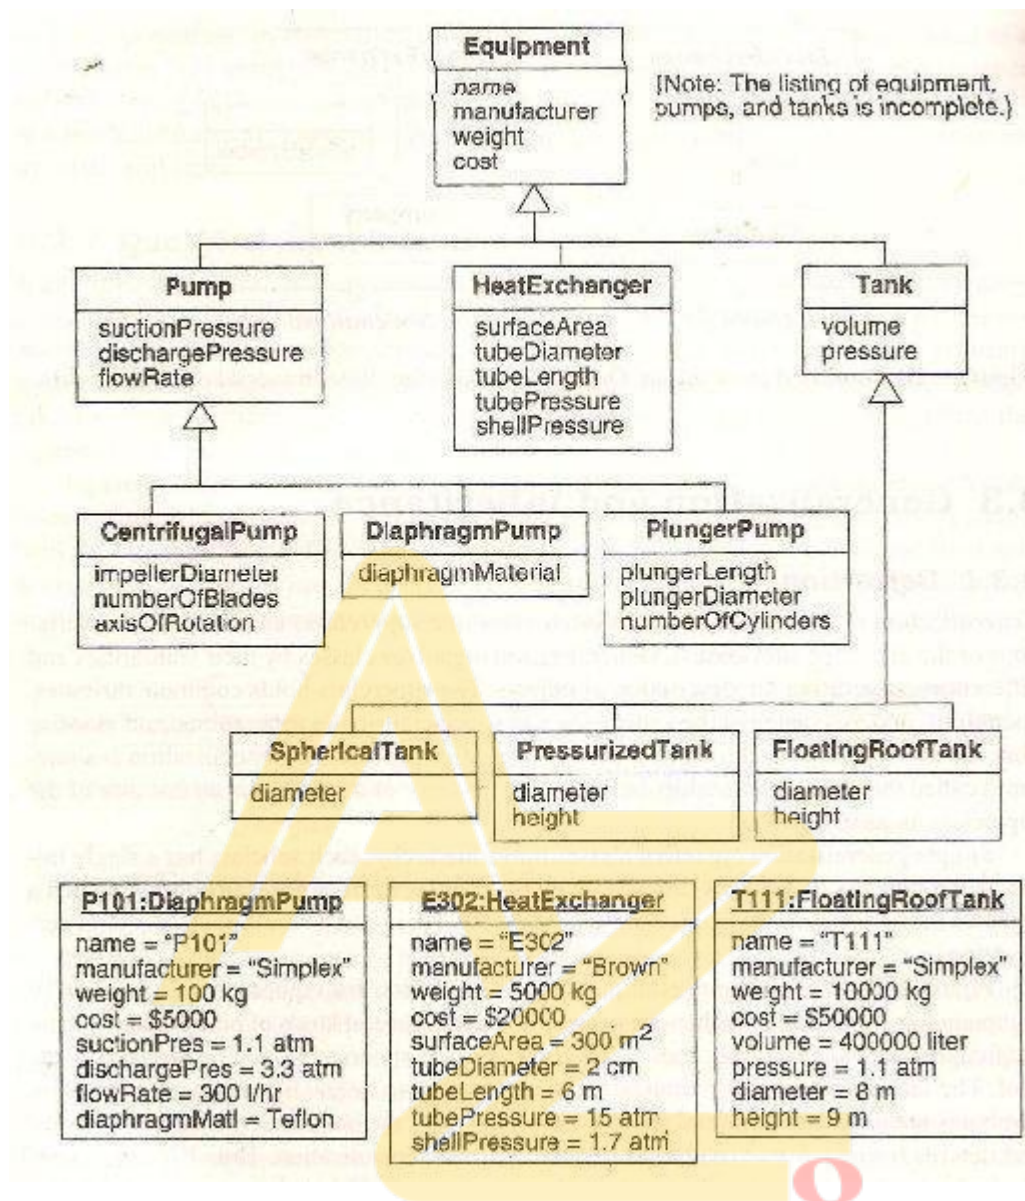 Equipment
name
manufacturer
weight
cost
{Note: The listing of equipment,
pumps, and tanks is incomplete.}
Pump
suctionPressure
dischargePressure
flowRate
HeatExchanger
surfaceArea
tubeDiameter
tubeLength
tubePressure
shellPressure
Tank
volume
pressure
CentrifugalPump
impellerDiameter
numberOfBlades
axisOfRotation
DiaphragmPump
diaphragmMaterial
PlungerPump
plungerLength
plungerDiameter
numberOfCylinders
SphericalTank
diameter
PressurizedTank
diameter
height
FloatingRoofTank
diameter
height
P101:DiaphragmPump
name = “P101”
manufacturer = “Simplex”
weight = 100 kg
cost = $5000
suctionPres = 1.1 atm
dischargePres = 3.3 atm
flowRate = 300 l/hr
diaphragmMatl = Teflon
E302:HeatExchanger
name = “E302”
manufacturer = “Brown”
weight = 5000 kg
cost = $20000
surfaceArea = 300 m²
tubeDiameter = 2 cm
tubeLength = 6 m
tubePressure = 15 atm
shellPressure = 1.7 atm
T111:FloatingRoofTank
name = “T111”
manufacturer = “Simplex”
weight = 10000 kg
cost = $50000
volume = 400000 liter
pressure = 1.1 atm
diameter = 8 m
height = 9 m